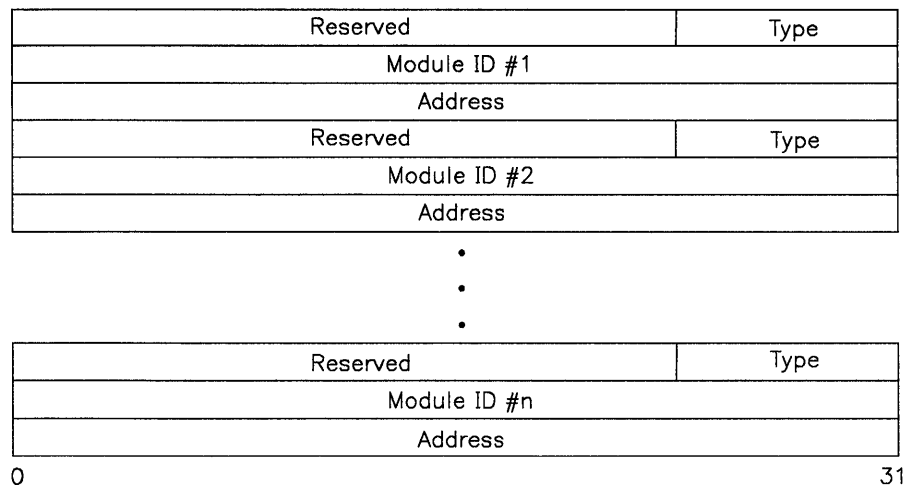 Reserved Type
Module ID #1
Address
Reserved Type
Module ID #2
Address
Reserved Type
Module ID #n
Address
0 31